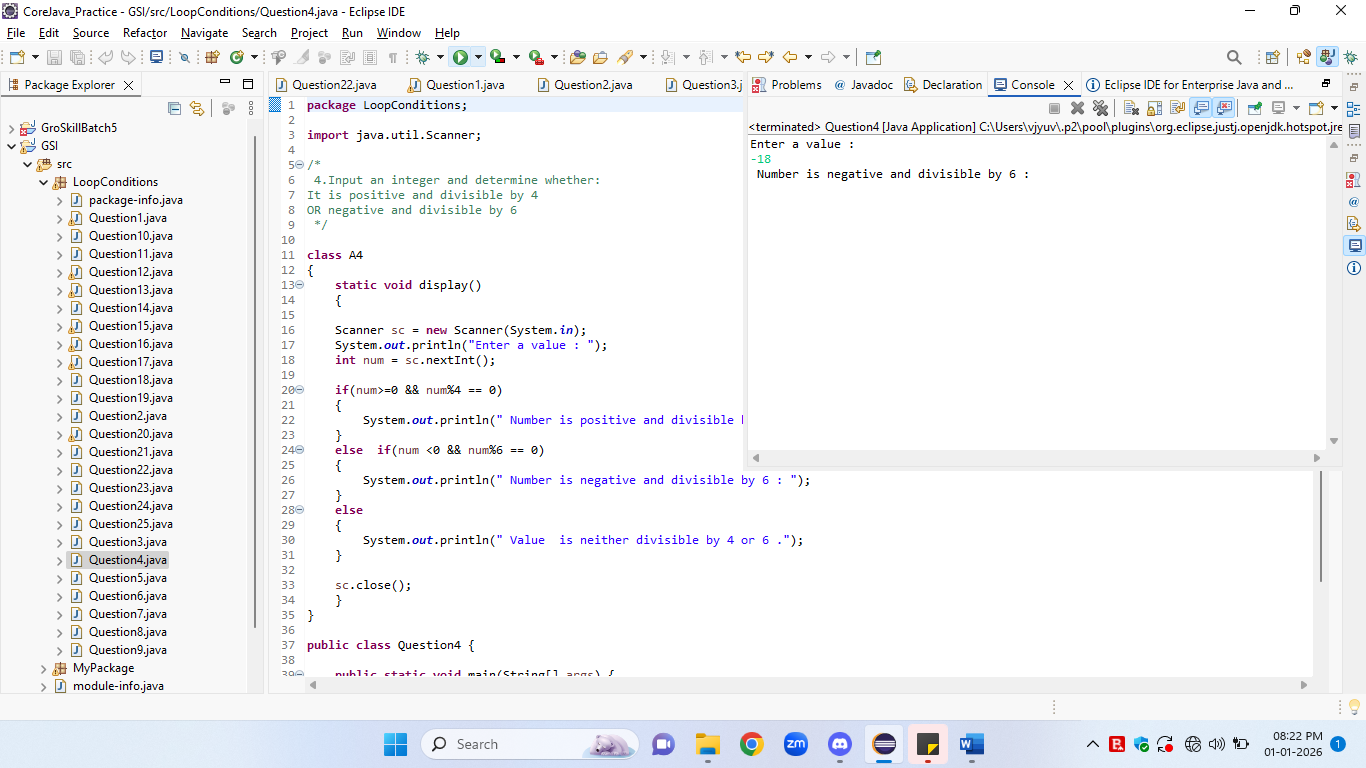 CoreJava_Practice - GSI/src/LoopConditions/Question4.java - Eclipse IDE
File Edit Source Refactor Navigate Search Project Run Window Help
Package Explorer
GroSkillBatch5
GSI
src
LoopConditions
package-info.java
Question1.java
Question10.java
Question11.java
Question12.java
Question13.java
Question14.java
Question15.java
Question16.java
Question17.java
Question18.java
Question19.java
Question2.java
Question20.java
Question21.java
Question22.java
Question23.java
Question24.java
Question25.java
Question3.java
Question4.java
Question5.java
Question6.java
Question7.java
Question8.java
Question9.java
MyPackage
module-info.java
Question22.java Question1.java Question2.java Question3.j
1 package LoopConditions;
2
3 import java.util.Scanner;
4
5 /*
6 4.Input an integer and determine whether:
7 It is positive and divisible by 4
8 OR negative and divisible by 6
9 */
10
11 class A4
12 {
13 static void display()
14 {
15
16 Scanner sc = new Scanner(System.in);
17 System.out.println("Enter a value : ");
18 int num = sc.nextInt();
19
20 if(num>=0 && num%4 == 0)
21 {
22 System.out.println(" Number is positive and divisible
23 }
24 else if(num <0 && num%6 == 0)
25 {
26 System.out.println(" Number is negative and divisible by 6 : ");
27 }
28 else
29 {
30 System.out.println(" Value is neither divisible by 4 or 6 .");
31 }
32
33 sc.close();
34 }
35 }
36
37 public class Question4 {
38
39 public static void main(String[] args) {
Problems @ Javadoc Declaration Console Eclipse IDE for Enterprise Java and ...
<terminated> Question4 [Java Application] C:\Users\vjyuv\.p2\pool\plugins\org.eclipse.justj.openjdk.hotspot.jre
Enter a value :
-18
Number is negative and divisible by 6 :
Search
zm
08:22 PM
01-01-2026
1